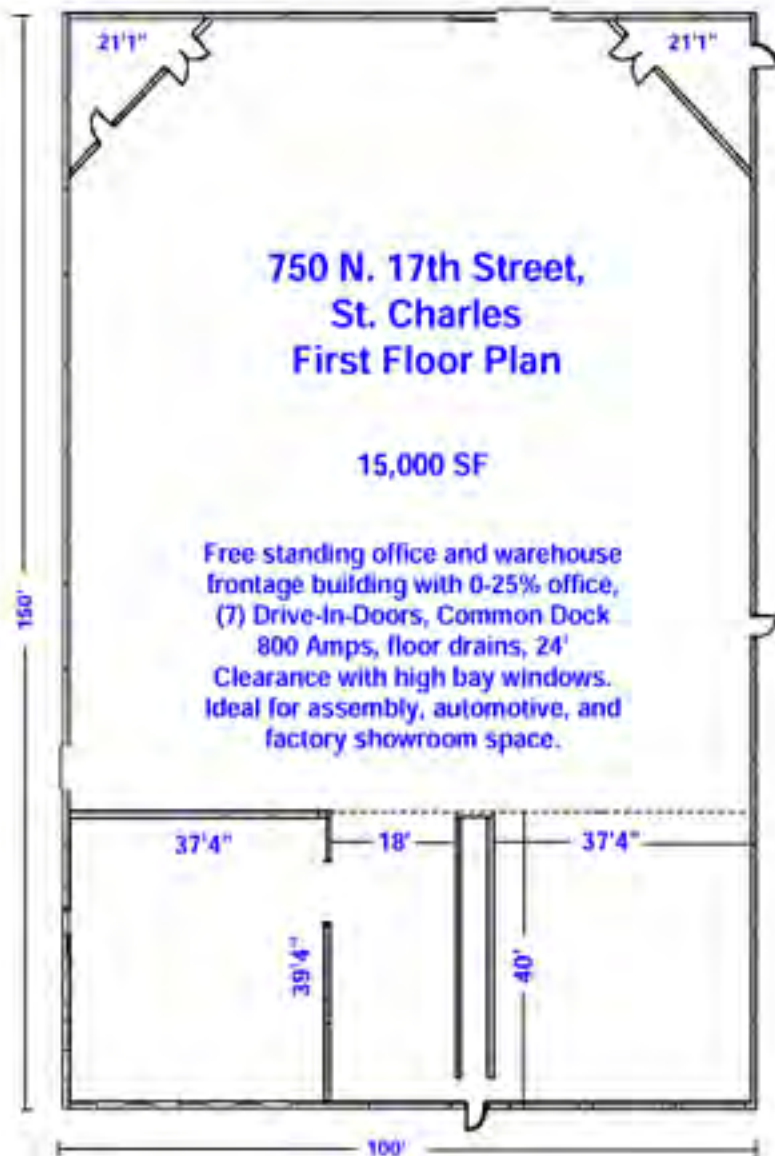 21'1"
21'1"
750 N. 17th Street,
St. Charles
First Floor Plan
15,000 SF
Free standing office and warehouse
frontage building with 0-25% office,
(7) Drive-In-Doors, Common Dock
800 Amps, floor drains, 24'
Clearance with high bay windows.
Ideal for assembly, automotive, and
factory showroom space.
150'
37'4"
18'
37'4"
39'4"
40'
100'